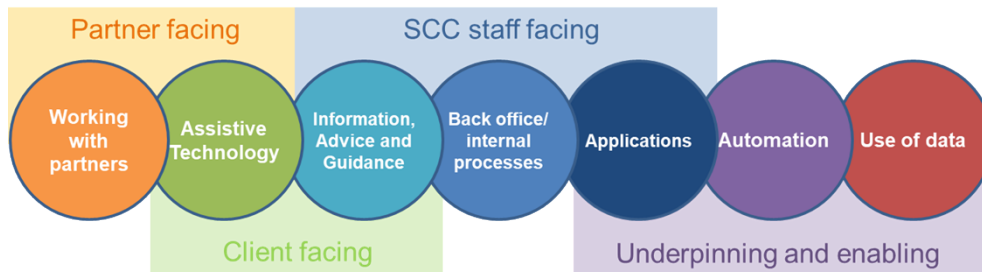 Partner facing
SCC staff facing
Working
with
partners
Assistive
Technology
Information,
Advice and
Guidance
Back office/
internal
processes
Applications
Automation
Use of data
Client facing
Underpinning and enabling